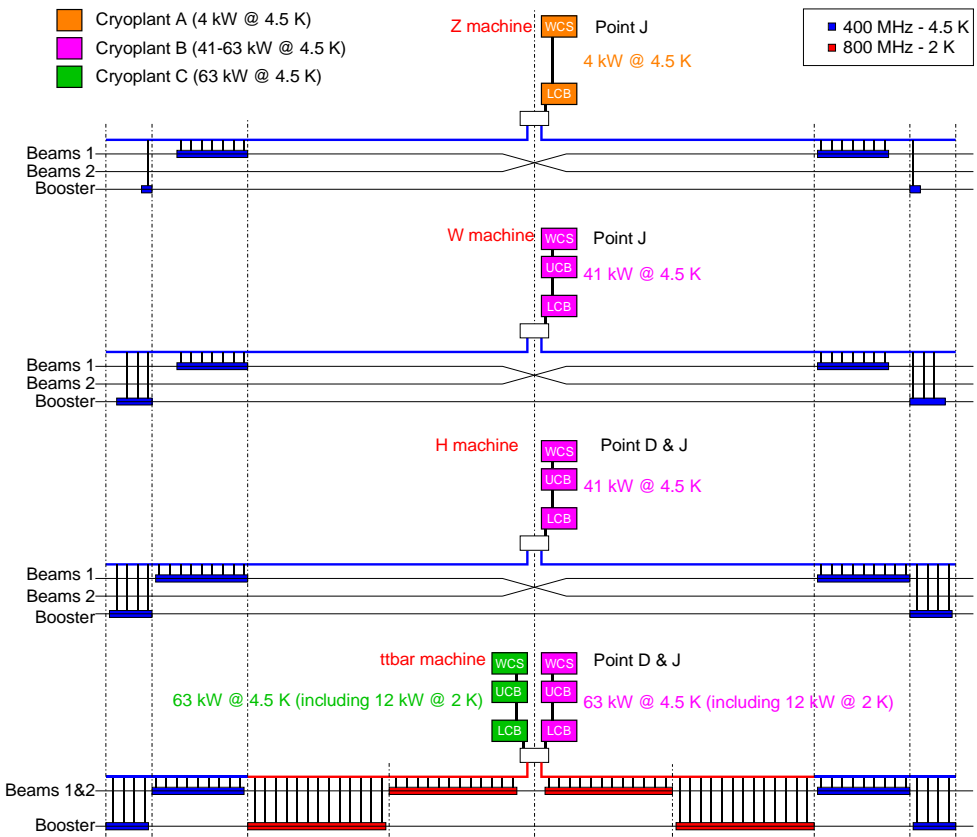 Cryoplant A (4 kW @ 4.5 K)
Cryoplant B (41-63 kW @ 4.5 K)
Cryoplant C (63 kW @ 4.5 K)
400 MHz - 4.5 K
800 MHz - 2 K
Z machine
WCS
Point J
4 kW @ 4.5 K
LCB
Beams 1
Beams 2
Booster
W machine
WCS
Point J
UCB
41 kW @ 4.5 K
LCB
Beams 1
Beams 2
Booster
H machine
WCS
Point D & J
UCB
41 kW @ 4.5 K
LCB
Beams 1
Beams 2
Booster
ttbar machine
WCS
WCS
Point D & J
63 kW @ 4.5 K (including 12 kW @ 2 K)
UCB
UCB
63 kW @ 4.5 K (including 12 kW @ 2 K)
LCB
LCB
Beams 1&2
Booster